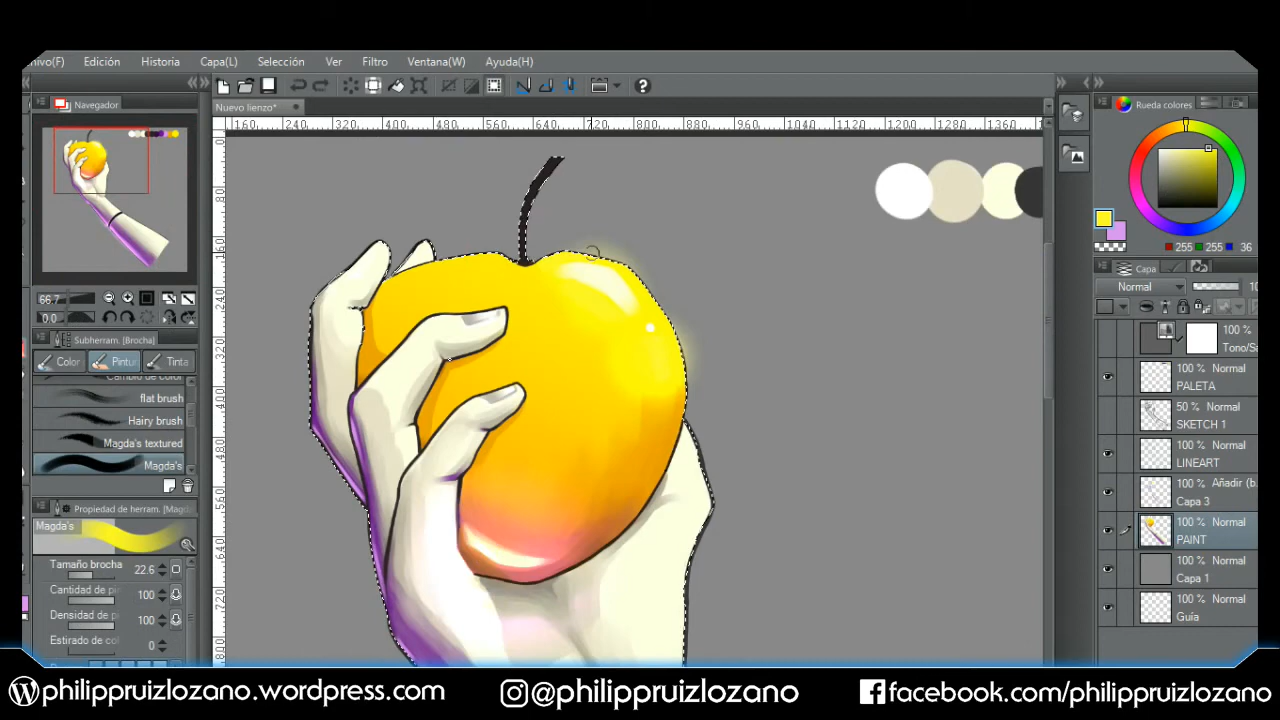 hivo(F) Edición Historia Capa(L) Selección Ver Filtro Ventana(W) Ayuda(H)
Navegador
Nuevo lienzo*
160 240 320 400 480 560 640 720 800 880 960 1040 1120 1200 1280 1360
Rueda colores
255 255 36
66.7
0.0
Subherram. (Brocha)
Color Pintur Tinta
Cambio de color
flat brush
Hairy brush
Magda's textured
Magda's
Propiedad de herram. (Magd
Magda's
Tamaño brocha 22.6
Cantidad de pi 100
Densidad de pi 100
Estirado de col 0
Capa
Normal
100 %
Tono/Sa
100 % Normal
PALETA
50 % Normal
SKETCH 1
100 % Normal
LINEART
100 % Añadir (b.
Capa 3
100 % Normal
PAINT
100 % Normal
Capa 1
100 % Normal
Guía
philippruizlozano.wordpress.com @philippruizlozano facebook.com/philippruizlozano